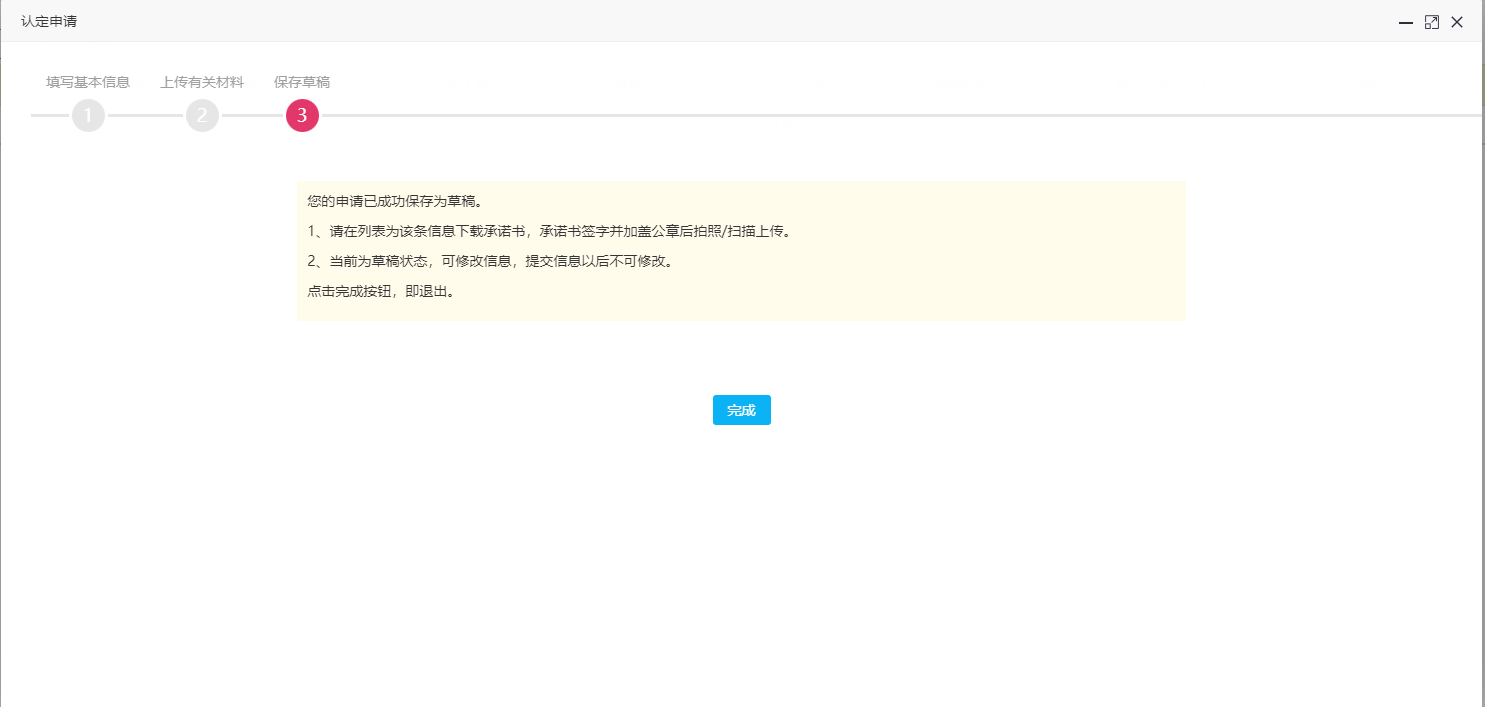 认定申请
填写基本信息 上传有关材料 保存草稿
1 2 3
您的申请已成功保存为草稿。
1、请在列表为该条信息下载承诺书，承诺书签字并加盖公章后拍照/扫描上传。
2、当前为草稿状态，可修改信息，提交信息以后不可修改。
点击完成按钮，即退出。
完成